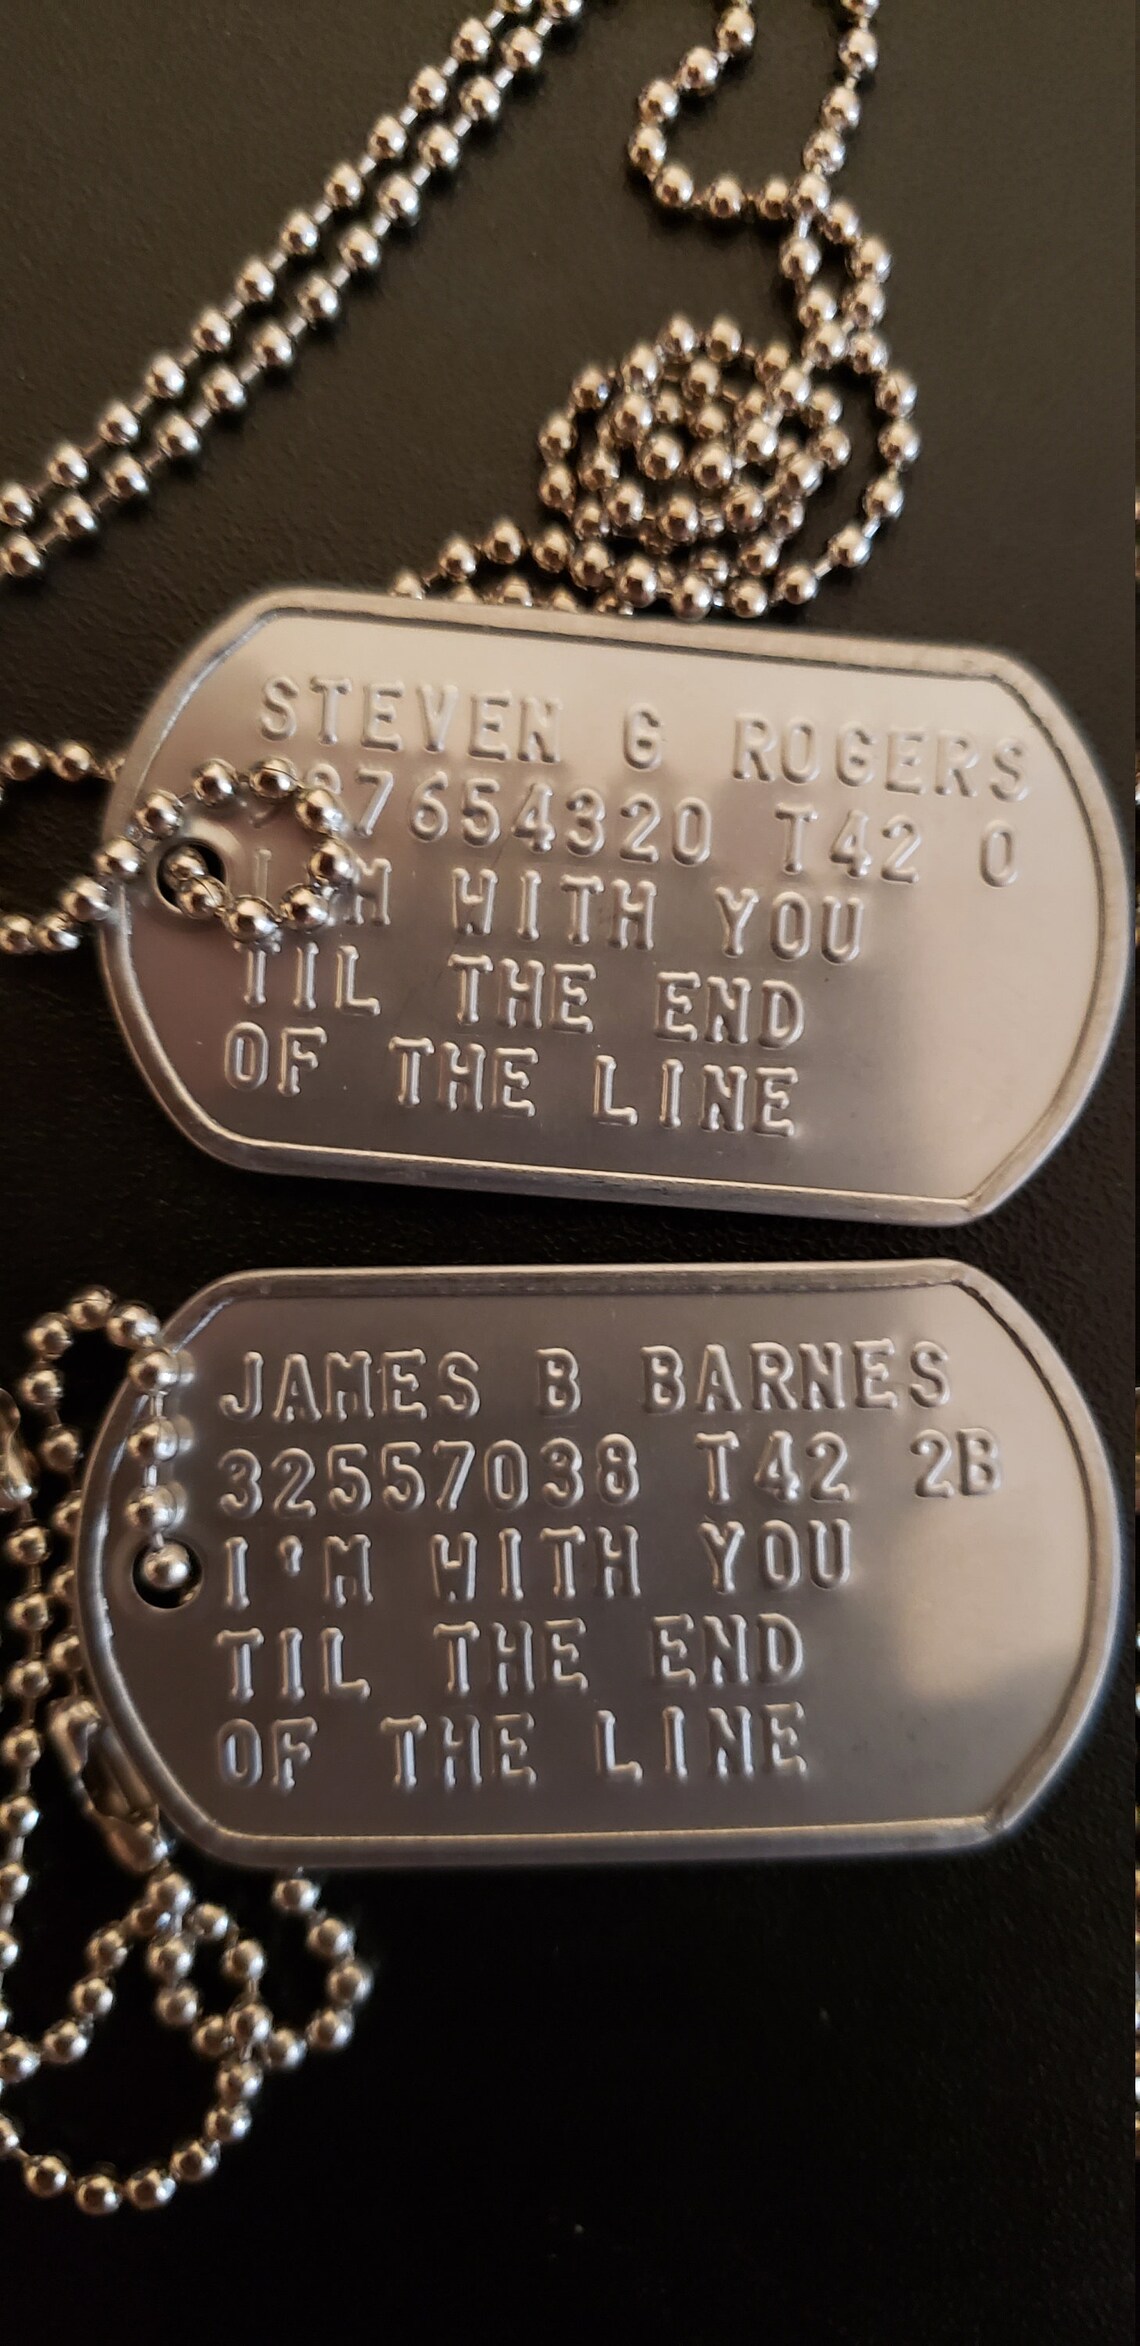 STEVEN G ROGERS
87654320 T42 O
I'M WITH YOU
TIL THE END
OF THE LINE
JAMES B BARNES
32557038 T42 2B
I'M WITH YOU
TIL THE END
OF THE LINE